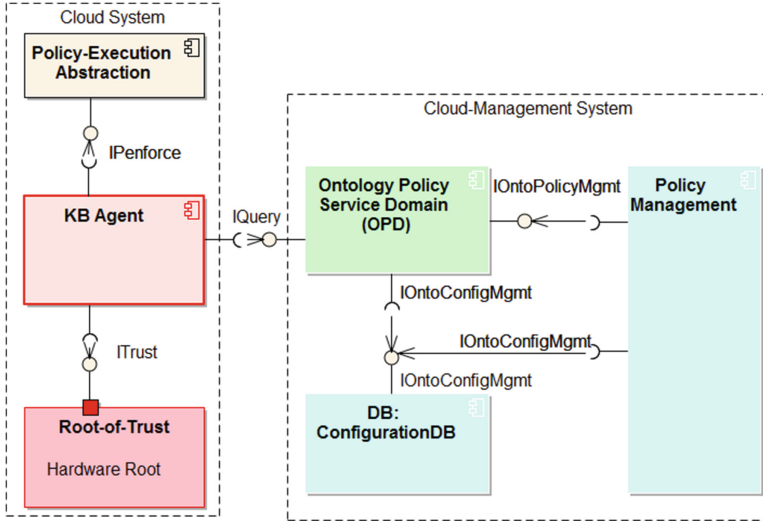 Cloud System
Policy-Execution
Abstraction
IPenforce
KB Agent
ITrust
Root-of-Trust
Hardware Root
IQuery
Cloud-Management System
Ontology Policy
Service Domain
(OPD)
IOntoPolicyMgmt
Policy
Management
IOntoConfigMgmt
IOntoConfigMgmt
IOntoConfigMgmt
DB:
ConfigurationDB